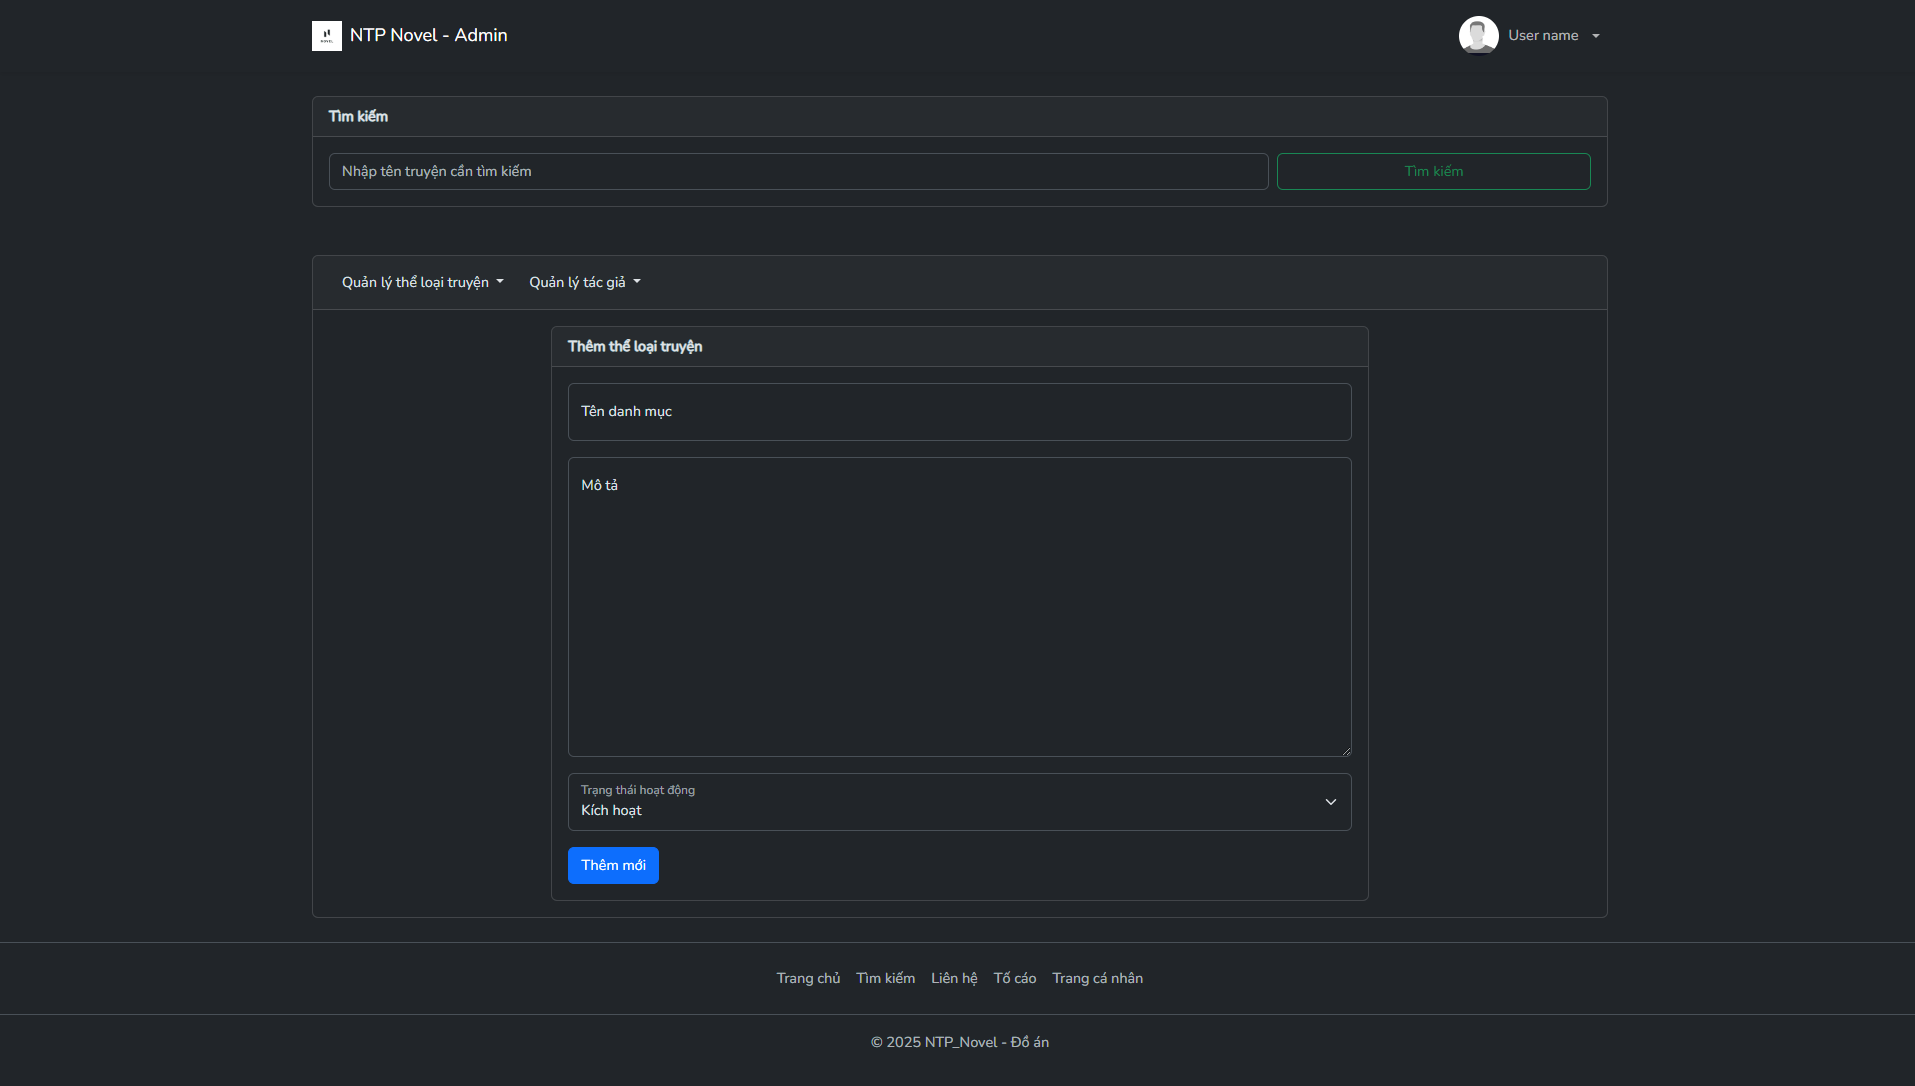 NTP Novel - Admin
User name
Tìm kiếm
Nhập tên truyện cần tìm kiếm
Tìm kiếm
Quản lý thể loại truyện
Quản lý tác giả
Thêm thể loại truyện
Tên danh mục
Mô tả
Trạng thái hoạt động
Kích hoạt
Thêm mới
Trang chủ Tìm kiếm Liên hệ Tố cáo Trang cá nhân
© 2025 NTP_Novel - Đồ án